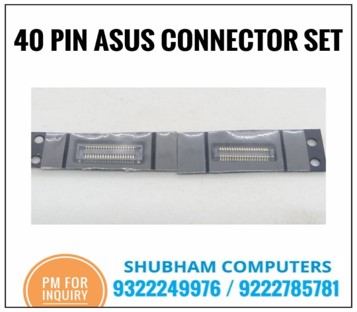 40 PIN ASUS CONNECTOR SET
PM FOR
INQUIRY
SHUBHAM COMPUTERS
9322249976 / 9222785781